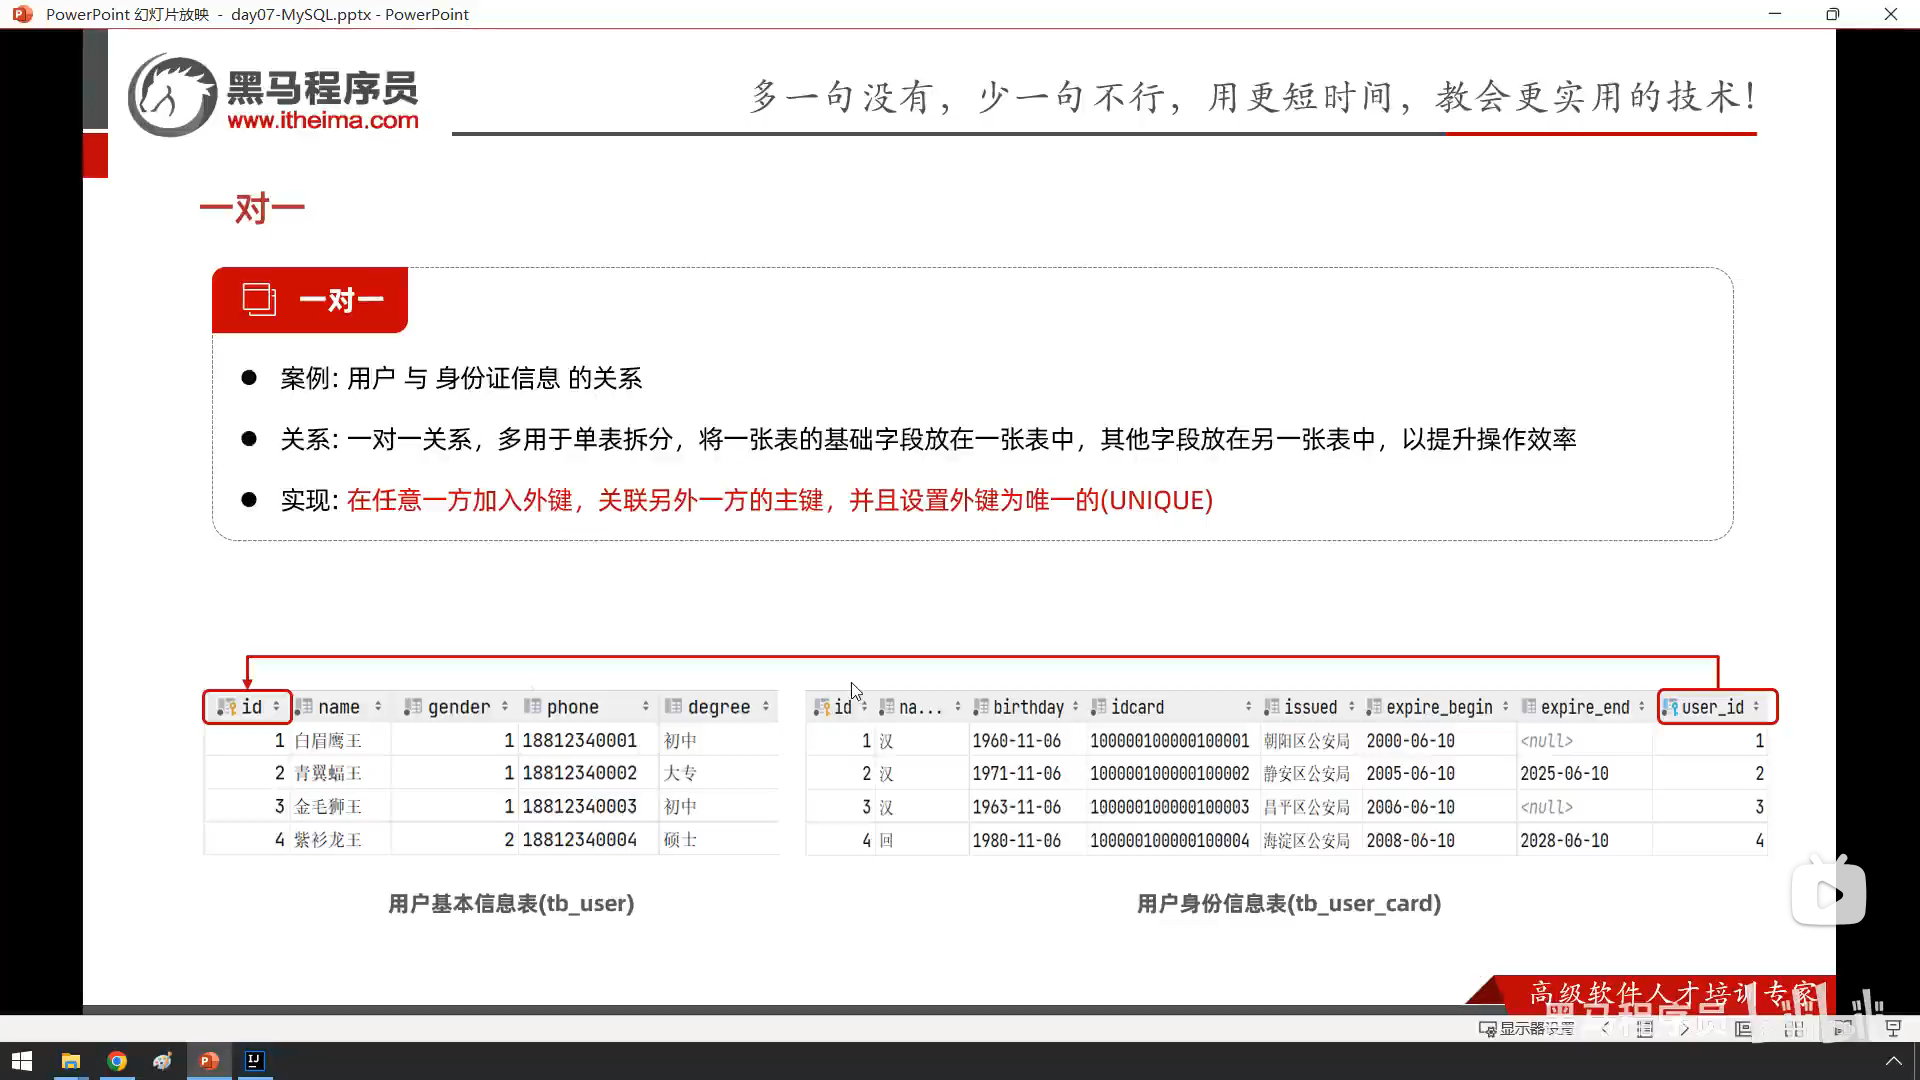 PowerPoint 幻灯片放映 - day07-MySQL.pptx - PowerPoint
黑马程序员
www.itheima.com
多一句没有，少一句不行，用更短时间，教会更实用的技术！
一对一
一对一
案例: 用户 与 身份证信息 的关系
关系: 一对一关系，多用于单表拆分，将一张表的基础字段放在一张表中，其他字段放在另一张表中，以提升操作效率
实现: 在任意一方加入外键，关联另外一方的主键，并且设置外键为唯一的(UNIQUE)
id name gender phone degree
1 白眉鹰王 1 18812340001 初中
2 青翼蝠王 1 18812340002 大专
3 金毛狮王 1 18812340003 初中
4 紫衫龙王 2 18812340004 硕士
用户基本信息表(tb_user)
id na... birthday idcard issued expire_begin expire_end user_id
1 汉 1960-11-06 100000100000100001 朝阳区公安局 2000-06-10 <null> 1
2 汉 1971-11-06 100000100000100002 静安区公安局 2005-06-10 2025-06-10 2
3 汉 1963-11-06 100000100000100003 昌平区公安局 2006-06-10 <null> 3
4 回 1980-11-06 100000100000100004 海淀区公安局 2008-06-10 2028-06-10 4
用户身份信息表(tb_user_card)
高级软件人才培训专家
黑马程序员
显示器设置